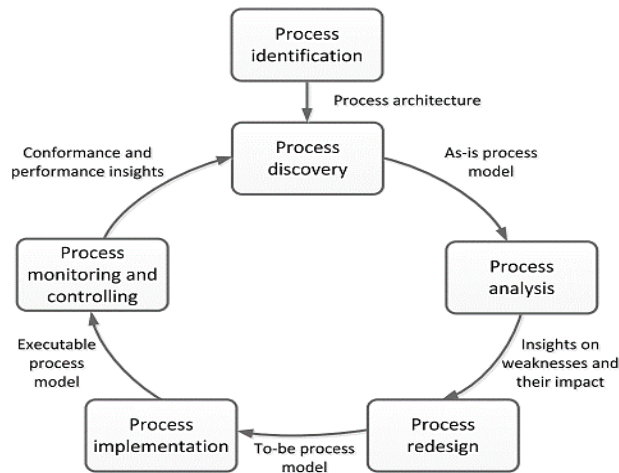 Process
identification
Process architecture
Process
discovery
Conformance and
performance insights
As-is process
model
Process
monitoring and
controlling
Process
analysis
Executable
process
model
Insights on
weaknesses and
their impact
Process
implementation
To-be process
model
Process
redesign